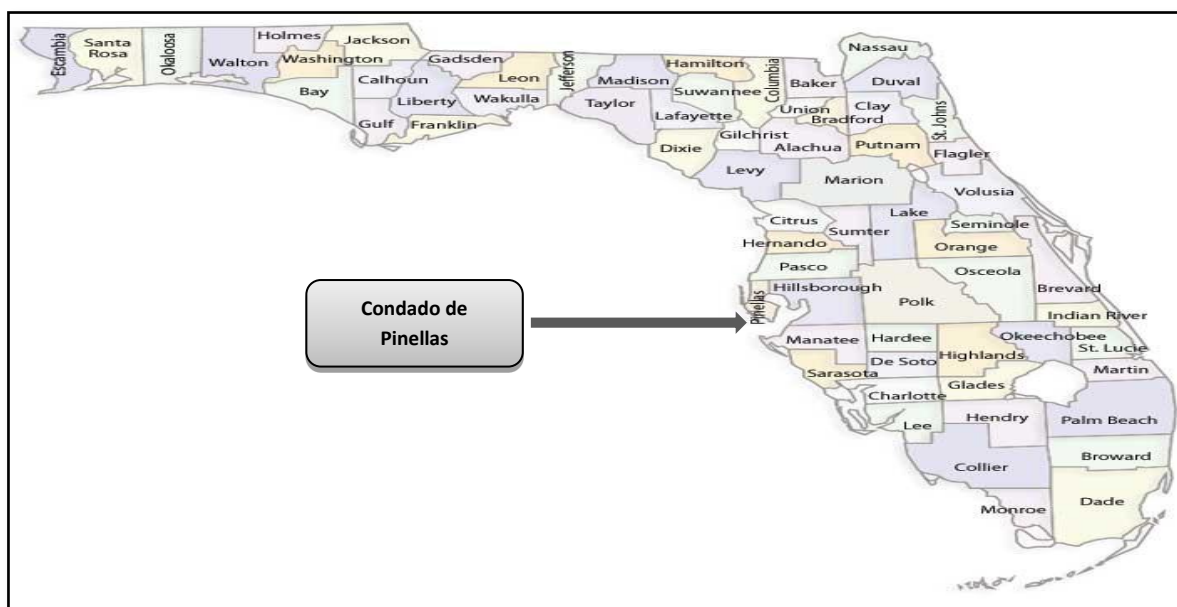 Escambia
Santa
Rosa
Okaloosa
Walton
Holmes
Washington
Jackson
Bay
Calhoun
Gulf
Liberty
Gadsden
Franklin
Leon
Wakulla
Jefferson
Madison
Taylor
Hamilton
Suwannee
Lafayette
Dixie
Columbia
Gilchrist
Baker
Union
Bradford
Alachua
Nassau
Duval
Clay
St. Johns
Putnam
Flagler
Levy
Marion
Volusia
Citrus
Sumter
Lake
Seminole
Hernando
Orange
Pasco
Osceola
Brevard
Hillsborough
Pinellas
Polk
Indian River
Condado de
Pinellas
Manatee
Hardee
Highlands
Okeechobee
St. Lucie
Sarasota
De Soto
Martin
Charlotte
Glades
Lee
Hendry
Palm Beach
Collier
Broward
Monroe
Dade